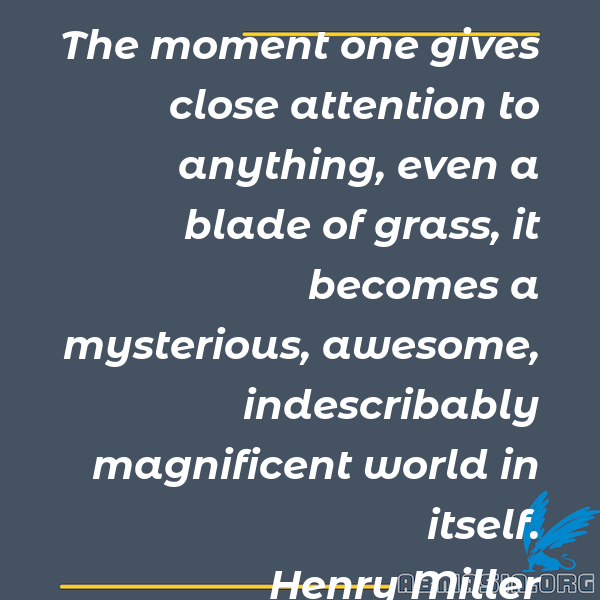 The moment one gives
close attention to
anything, even a
blade of grass, it
becomes a
mysterious, awesome,
indescribably
magnificent world in
itself.
Henry Miller